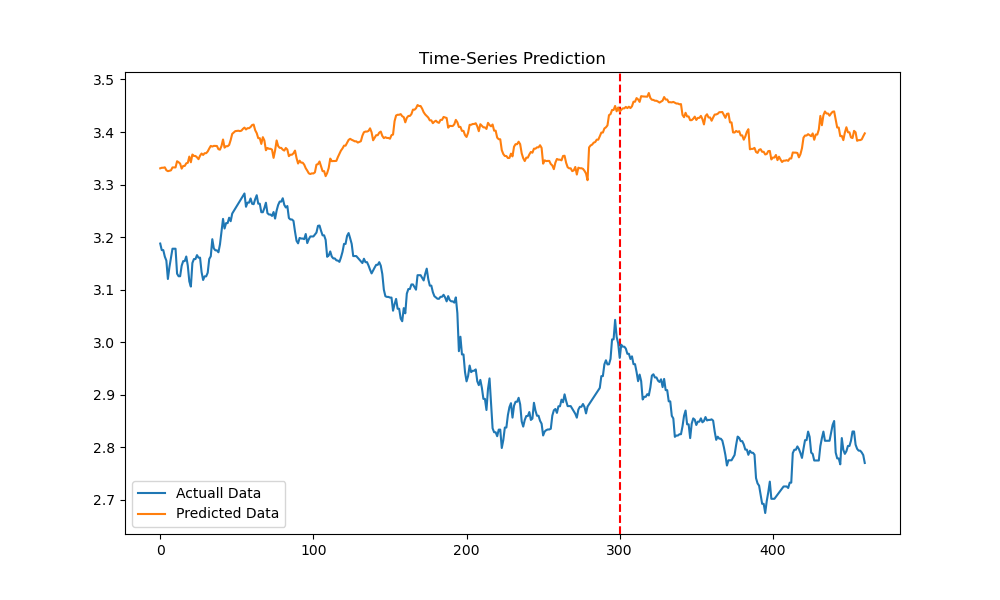 Time-Series Prediction
3.5
3.4
3.3
3.2
3.1
3.0
2.9
2.8
2.7
Actuall Data
Predicted Data
0 100 200 300 400